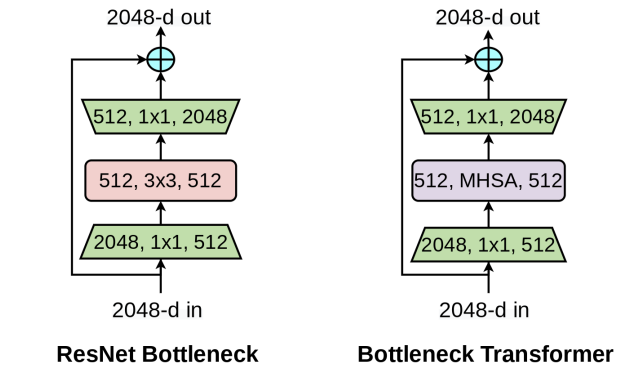 2048-d out
512, 1x1, 2048
512, 3x3, 512
2048, 1x1, 512
2048-d in
ResNet Bottleneck
2048-d out
512, 1x1, 2048
512, MHSA, 512
2048, 1x1, 512
2048-d in
Bottleneck Transformer